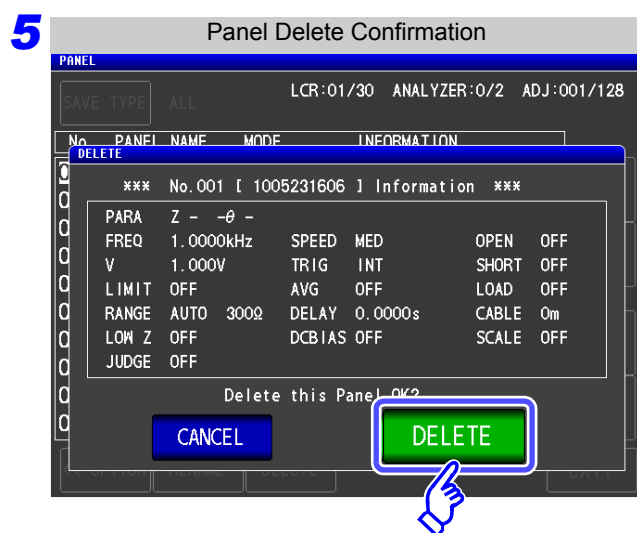 5
Panel Delete Confirmation
PANEL
SAVE TYPE ALL LCR:01/30 ANALYZER:0/2 ADJ:001/128
No. PANEL NAME MODE INFORMATION
DELETE
*** No.001 [ 1005231606 ] Information ***
PARA Z - -θ -
FREQ 1.0000kHz SPEED MED OPEN OFF
V 1.000V TRIG INT SHORT OFF
LIMIT OFF AVG OFF LOAD OFF
RANGE AUTO 300Ω DELAY 0.0000s CABLE 0m
LOW Z OFF DCBIAS OFF SCALE OFF
JUDGE OFF
Delete this Panel OK?
CANCEL DELETE
DELETE EXIT